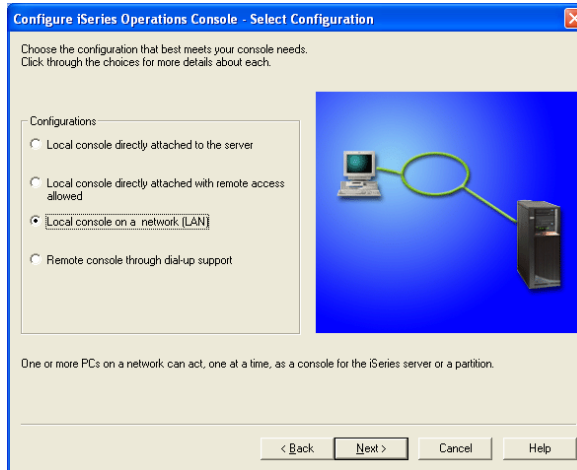 Configure iSeries Operations Console - Select Configuration
Choose the configuration that best meets your console needs.
Click through the choices for more details about each.
Configurations
Local console directly attached to the server
Local console directly attached with remote access
allowed
Local console on a network (LAN)
Remote console through dial-up support
One or more PCs on a network can act, one at a time, as a console for the iSeries server or a partition.
< Back
Next >
Cancel
Help